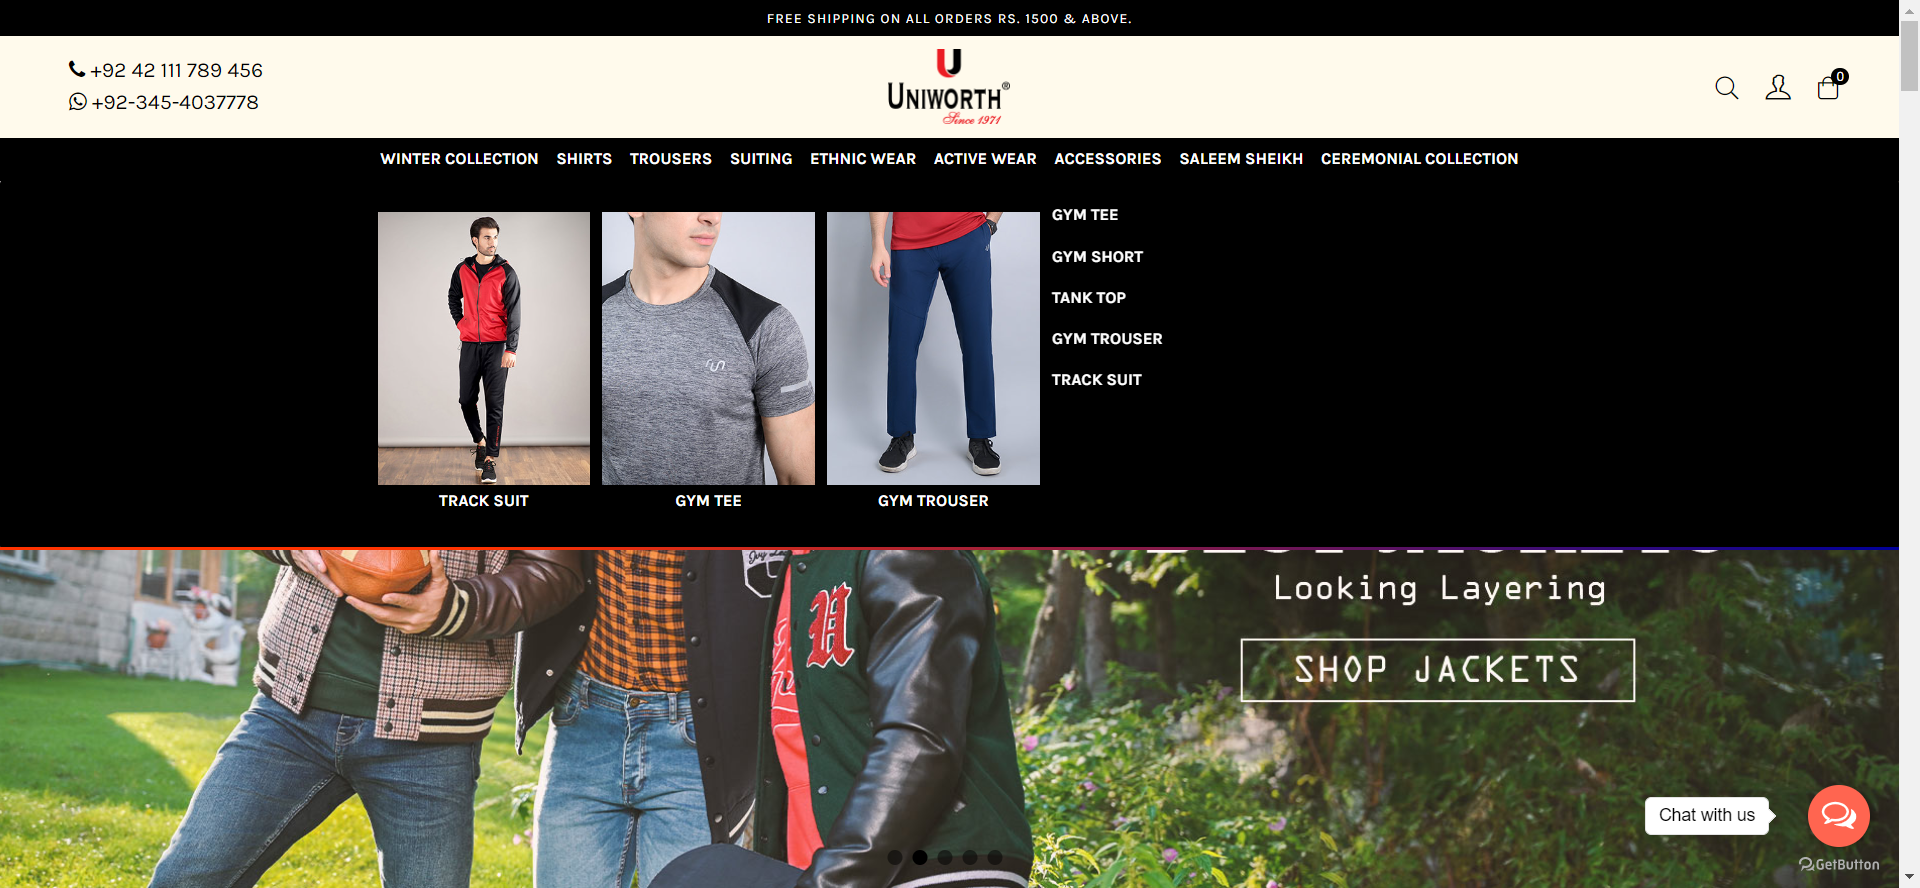 FREE SHIPPING ON ALL ORDERS RS. 1500 & ABOVE.
+92 42 111 789 456
+92-345-4037778
U
UNIWORTH®
Since 1971
0
WINTER COLLECTION SHIRTS TROUSERS SUITING ETHNIC WEAR ACTIVE WEAR ACCESSORIES SALEEM SHEIKH CEREMONIAL COLLECTION
GYM TEE
GYM SHORT
TANK TOP
GYM TROUSER
TRACK SUIT
TRACK SUIT GYM TEE GYM TROUSER
Looking Layering
SHOP JACKETS
U
Chat with us
GetButton